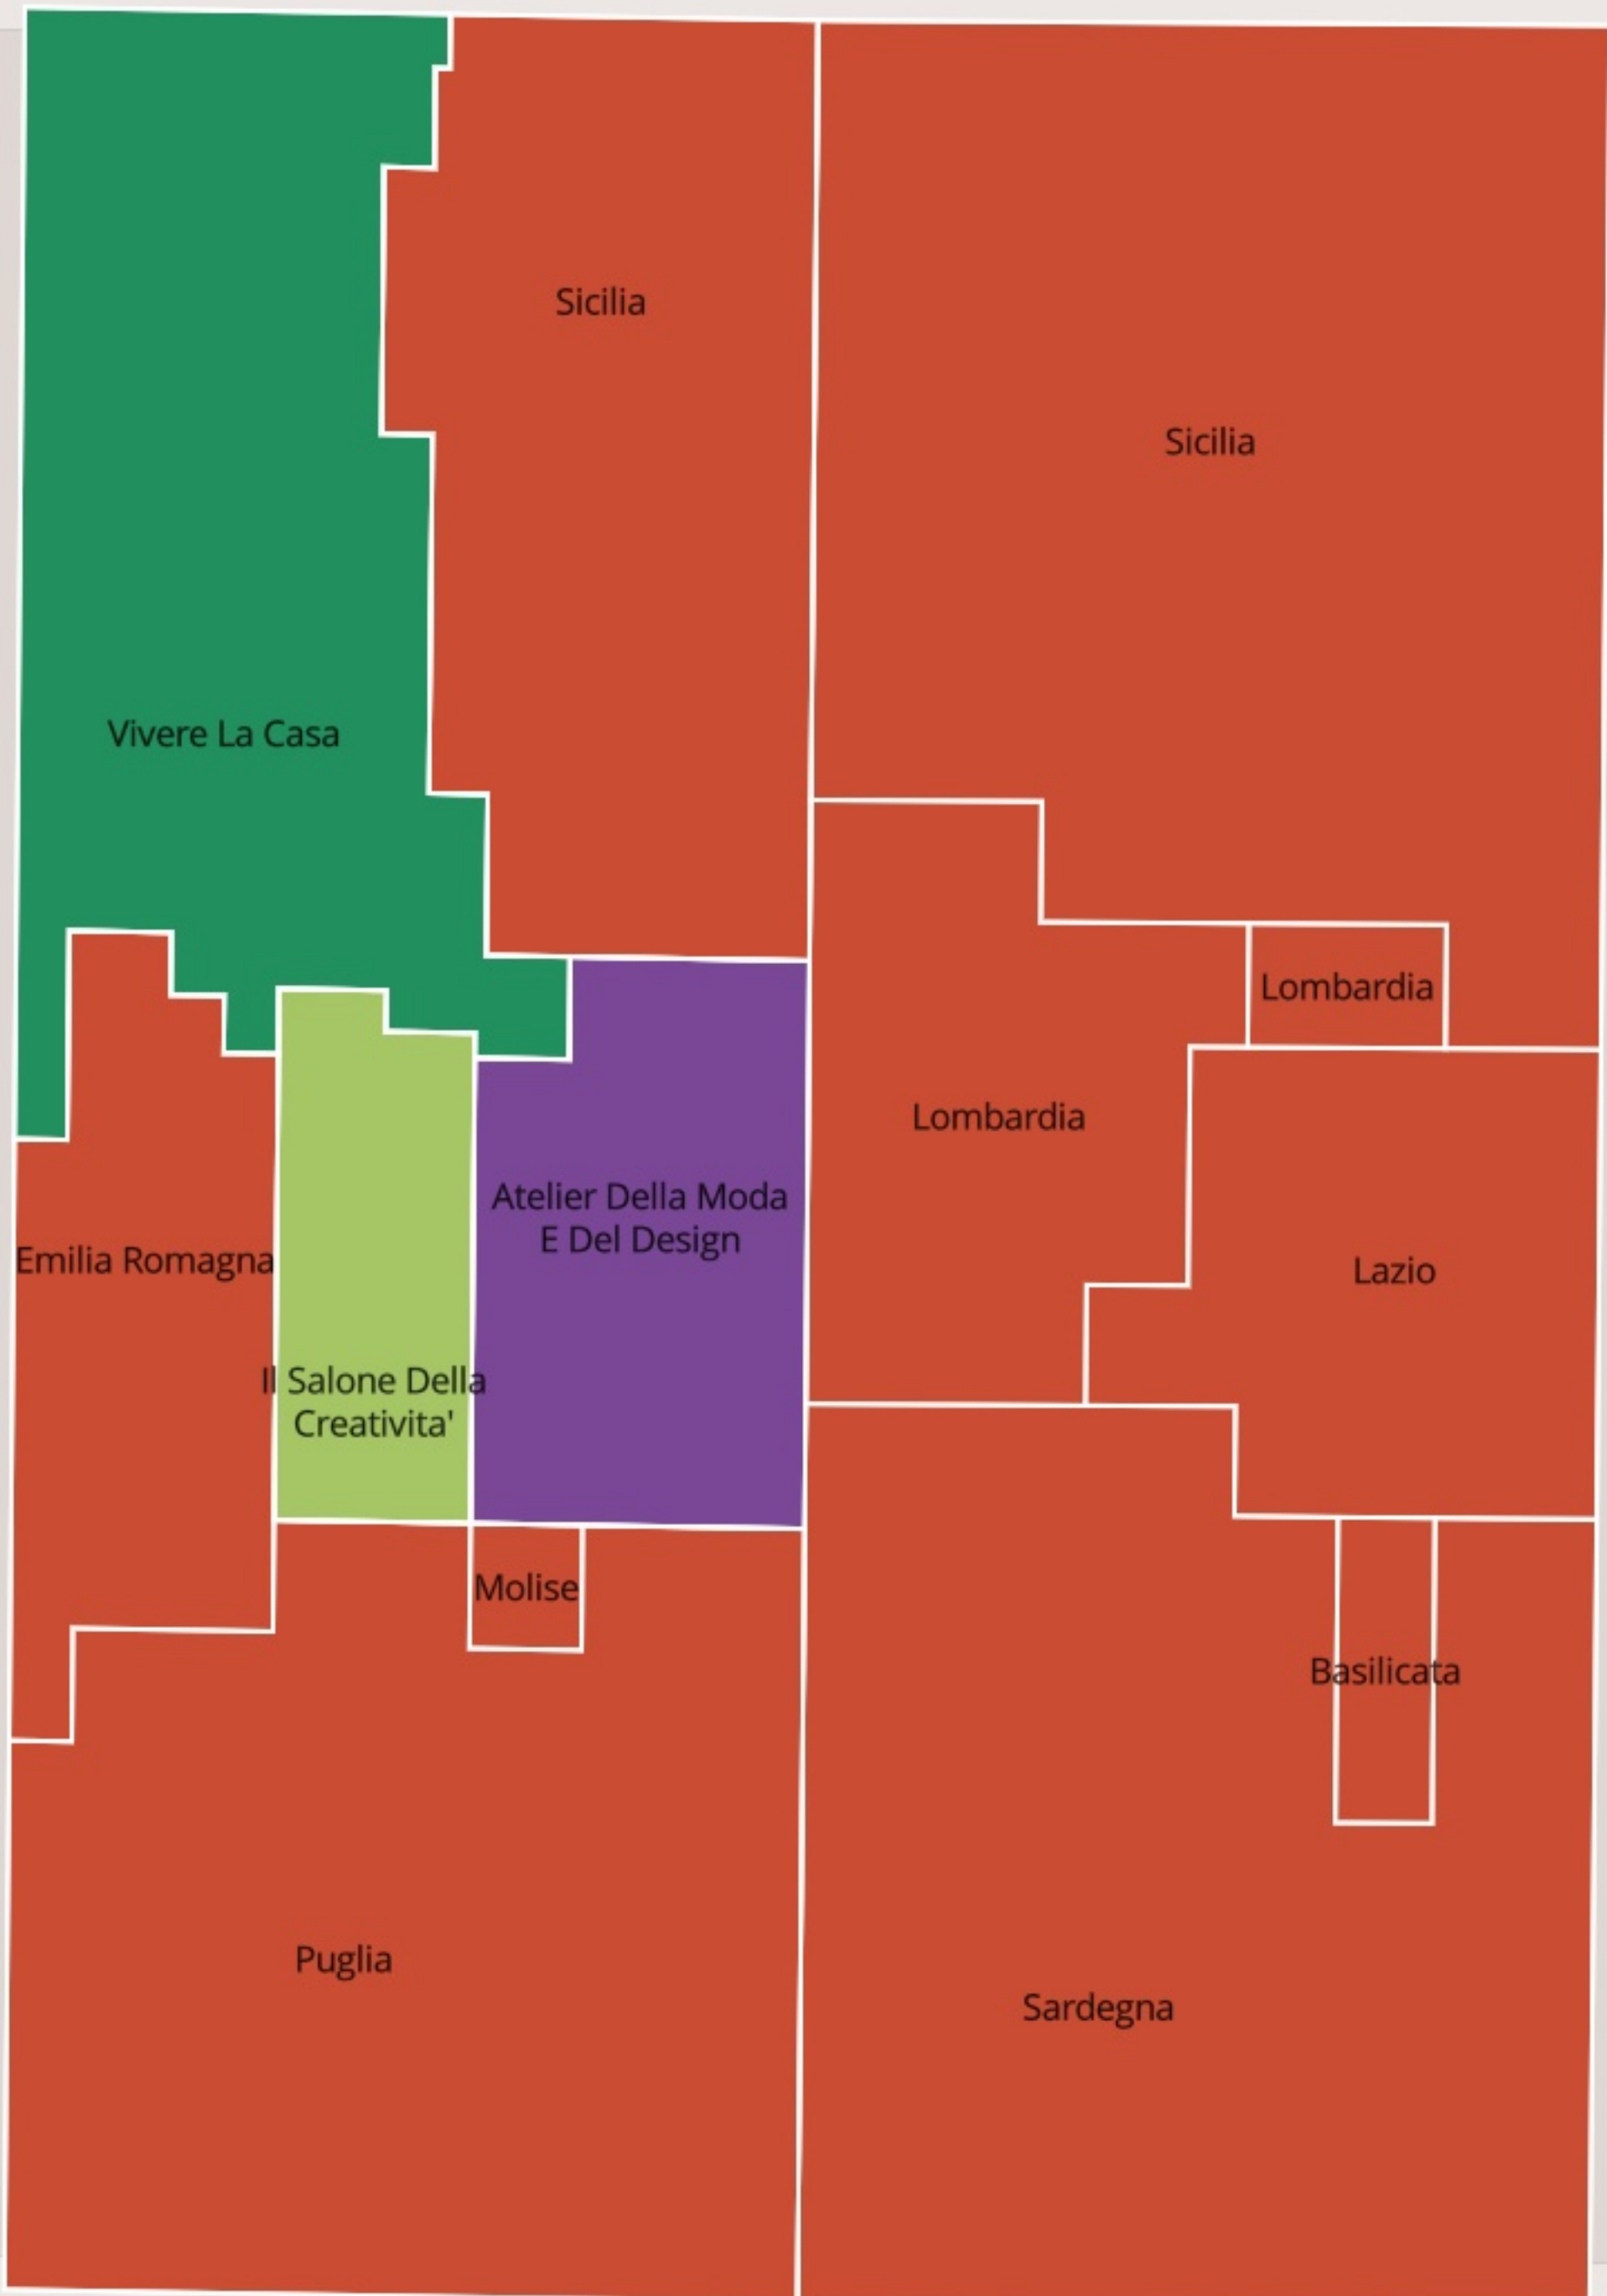 Sicilia
Sicilia
Vivere La Casa
Lombardia
Lombardia
Atelier Della Moda
E Del Design
Emilia Romagna
Lazio
Il Salone Della
Creativita'
Molise
Basilicata
Puglia
Sardegna